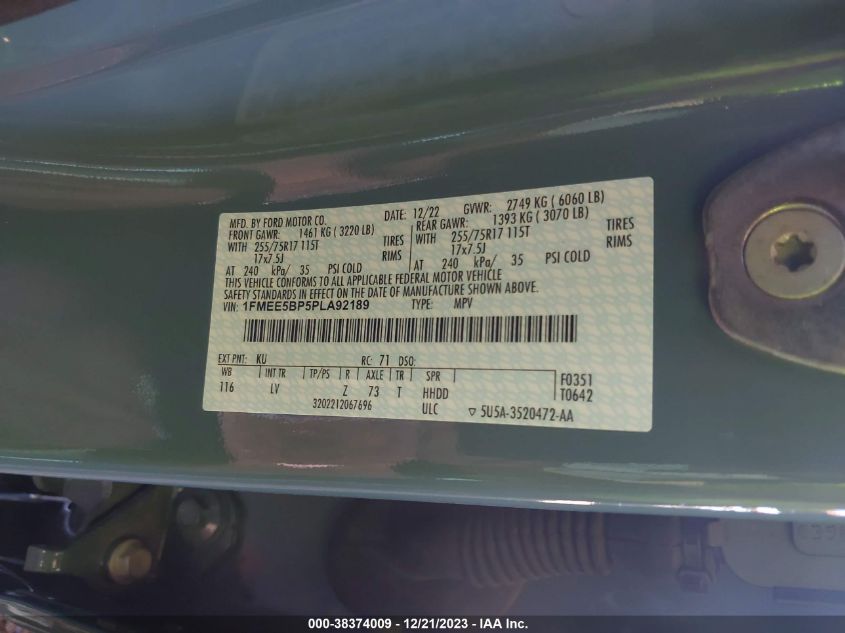 MFD. BY FORD MOTOR CO.
DATE: 12/22 GVWR: 2749 KG ( 6060 LB)
FRONT GAWR: 1461 KG ( 3220 LB)
WITH 255/75R17 115T TIRES
17x7.5J RIMS
AT 240 kPa/ 35 PSI COLD
REAR GAWR: 1393 KG ( 3070 LB)
WITH 255/75R17 115T TIRES
17x7.5J RIMS
AT 240 kPa/ 35 PSI COLD
THIS VEHICLE CONFORMS TO ALL APPLICABLE FEDERAL MOTOR VEHICLE
SAFETY STANDARDS IN EFFECT ON THE DATE OF MANUFACTURE SHOWN ABOVE.
VIN: 1FMEE5BP5PLA92189 TYPE: MPV
EXT PNT: KU RC: 71 DSO:
WB INT TR TP/PS R AXLE TR SPR
116 LV Z 73 T HHDD
F0351
T0642
3202212067696 ULC ▽ 5U5A-3520472-AA
000-38374009 - 12/21/2023 - IAA Inc.